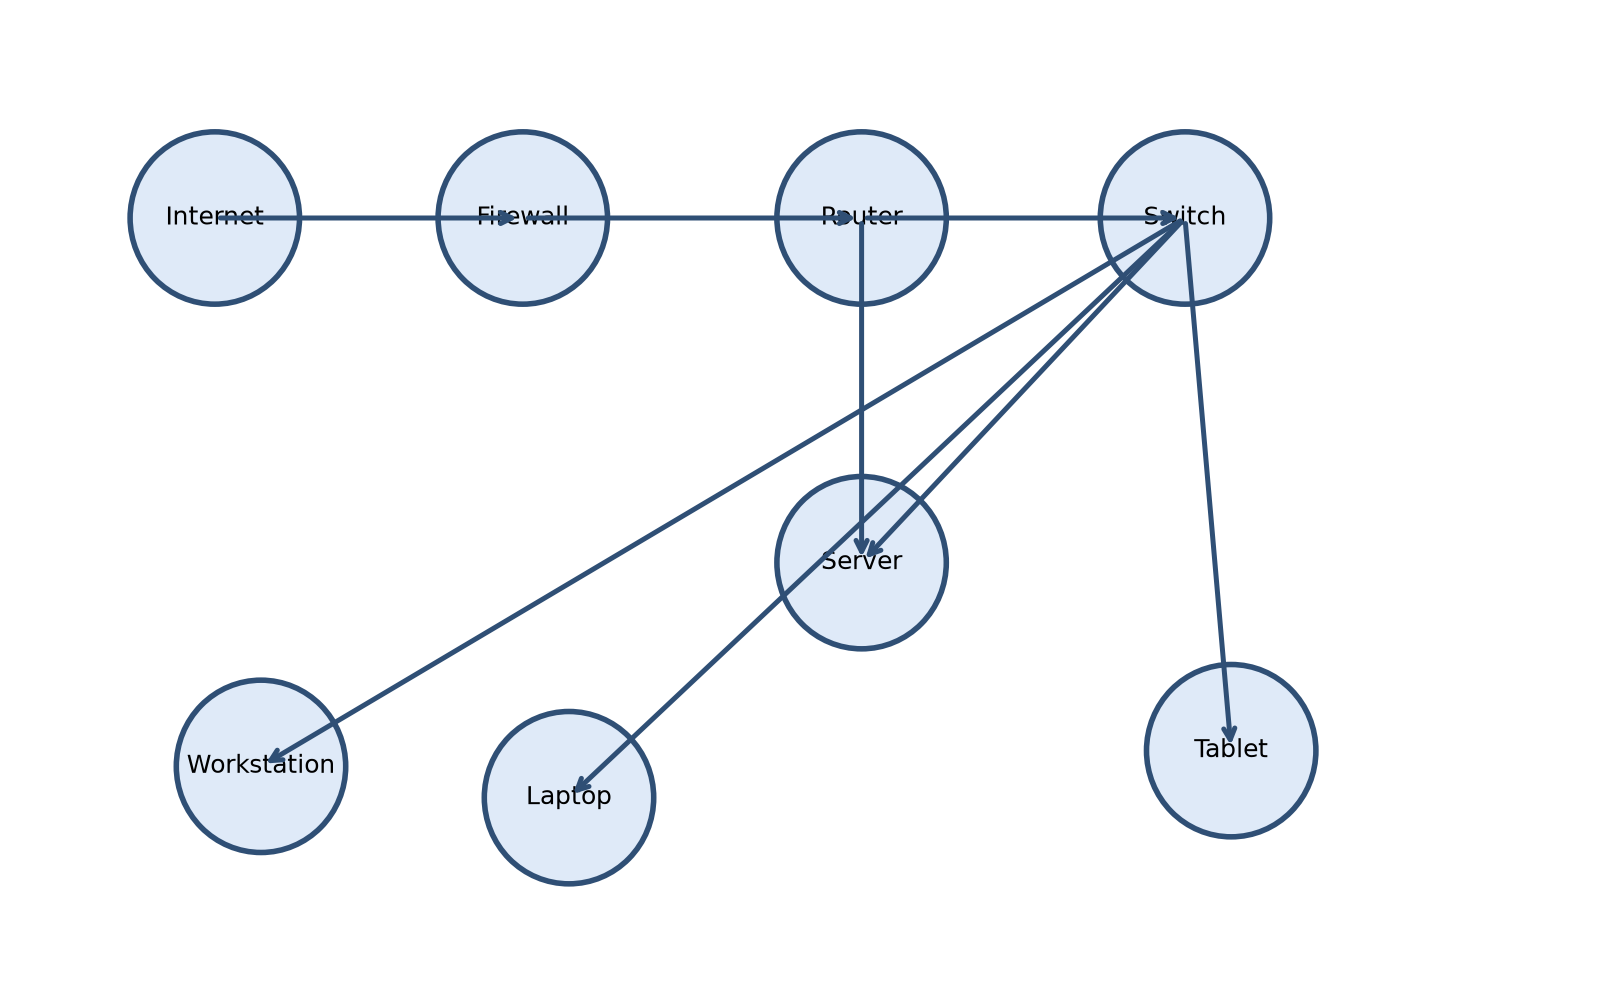 Internet
Firewall
Router
Switch
Server
Workstation
Laptop
Tablet